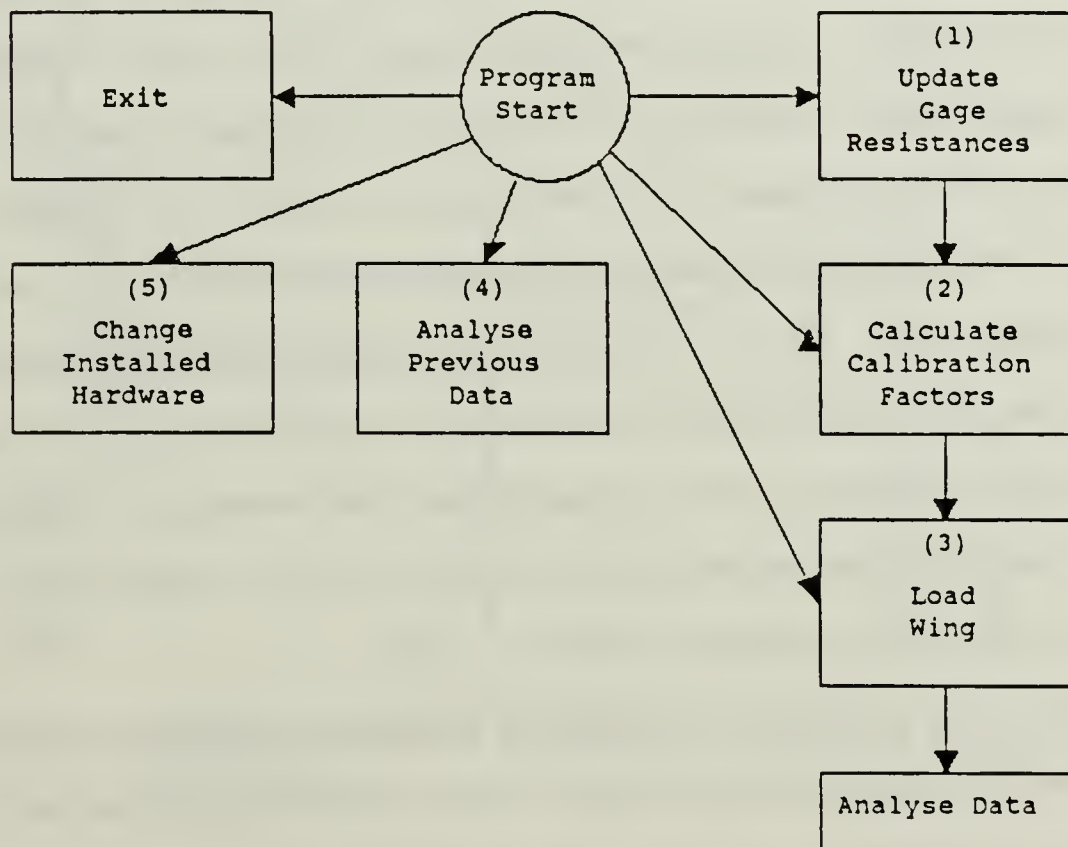 Exit
Program
Start
(1)
Update
Gage
Resistances
(5)
Change
Installed
Hardware
(4)
Analyse
Previous
Data
(2)
Calculate
Calibration
Factors
(3)
Load
Wing
Analyse Data